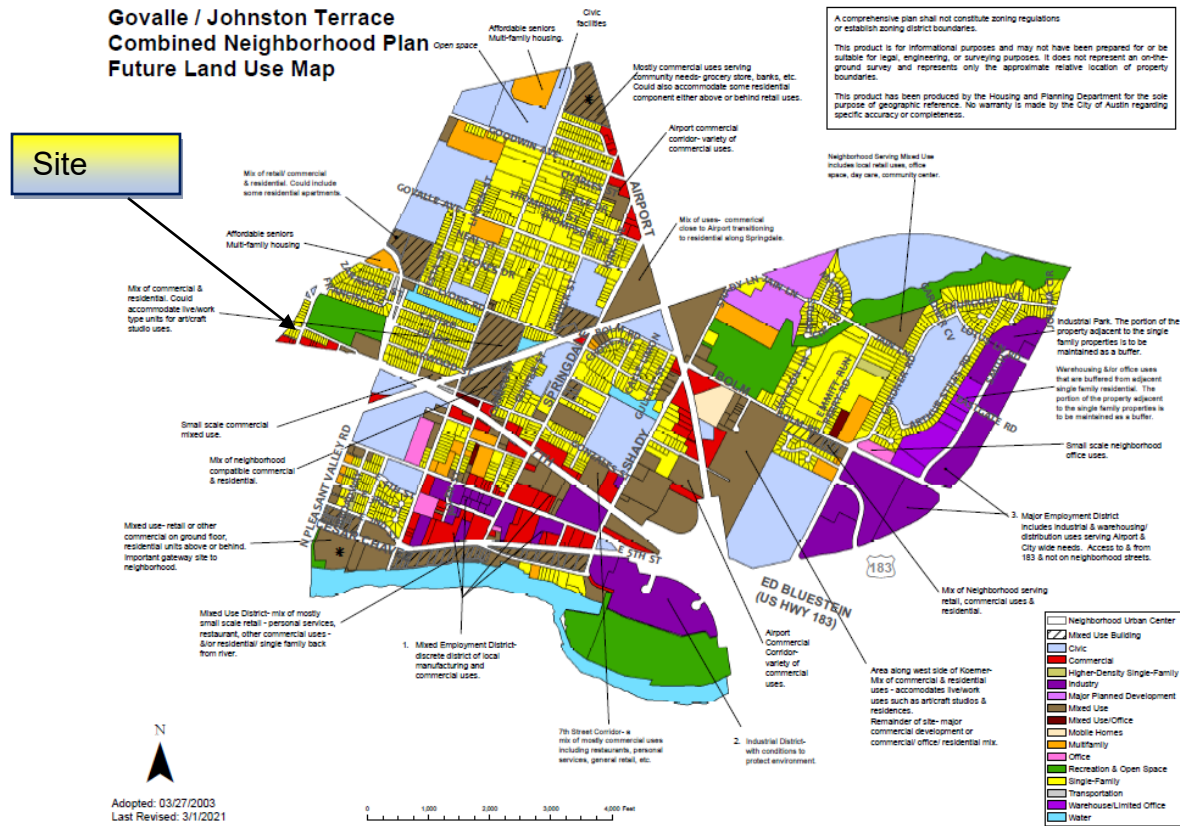 Govalle / Johnston Terrace
Combined Neighborhood Plan
Future Land Use Map
Site
A comprehensive plan shall not constitute zoning regulations
or establish zoning district boundaries.
This product is for informational purposes and may not have been prepared for or be
suitable for legal, engineering, or surveying purposes. It does not represent an on-the-
ground survey and represents only the approximate relative location of property
boundaries.
This product has been produced by the Housing and Planning Department for the sole
purpose of geographic reference. No warranty is made by the City of Austin regarding
specific accuracy or completeness.
Open space
Affordable seniors
Multi-family housing.
Civic
facilities
Mostly commercial uses serving
community needs- grocery store, banks, etc.
Could also accommodate some residential
component either above or behind retail uses.
Airport commercial
corridor- variety of
commercial uses.
Neighborhood Serving Mixed Use
includes local retail uses, office
space, day care, community center.
Mix of retail/ commercial
& residential. Could include
some residential apartments.
Mix of uses- commerical
close to Airport transitioning
to residential along Springdale.
Affordable seniors
Multi-family housing
Mix of commercial &
residential. Could
accommodate live/work
type units for art/craft
studio uses.
Industrial Park. The portion of the
property adjacent to the single
family properties is to be
maintained as a buffer.
Warehousing &/or office uses
that are buffered from adjacent
single family residential. The
portion of the property adjacent
to the single family properties is
to be maintained as a buffer.
Small scale commercial
mixed use.
Small scale neighborhood
office uses.
Mix of neighborhood
compatible commercial
& residential.
Mixed use- retail or other
commercial on ground floor,
residential units above or behind.
Important gateway site to
neighborhood.
3. Major Employment District
includes industrial & warehousing/
distribution uses serving Airport &
City wide needs. Access to & from
183 & not on neighborhood streets.
Mixed Use District- mix of mostly
small scale retail - personal services,
restaurant, other commercial uses -
&/or residential/ single family back
from river.
1. Mixed Employment District-
discrete district of local
manufacturing and
commercial uses.
Mix of Neighborhood serving
retail, commercial uses &
residential.
Airport
Commercial
Corridor-
variety of
commercial
uses.
Area along west side of Koerner-
Mix of commercial & residential
uses - accomodates live/work
uses such as art/craft studios &
residences.
Remainder of site- major
commercial development or
commercial/ office/ residential mix.
7th Street Corridor- a
mix of mostly commercial uses
including restaurants, personal
services, general retail, etc.
2. Industrial District-
with conditions to
protect environment.
GOODWIN AVE
GOVALLE AVE
AIRPORT
SPRINGDALE
BOLM
SHADY
7TH
N PLEASANT VALLEY RD
E 5TH ST
ED BLUESTEIN
(US HWY 183)
183
Neighborhood Urban Center
Mixed Use Building
Civic
Commercial
Higher-Density Single-Family
Industry
Major Planned Development
Mixed Use
Mixed Use/Office
Mobile Homes
Multifamily
Office
Recreation & Open Space
Single-Family
Transportation
Warehouse/Limited Office
Water
N
Adopted: 03/27/2003
Last Revised: 3/1/2021
0 1,000 2,000 3,000 4,000 Feet